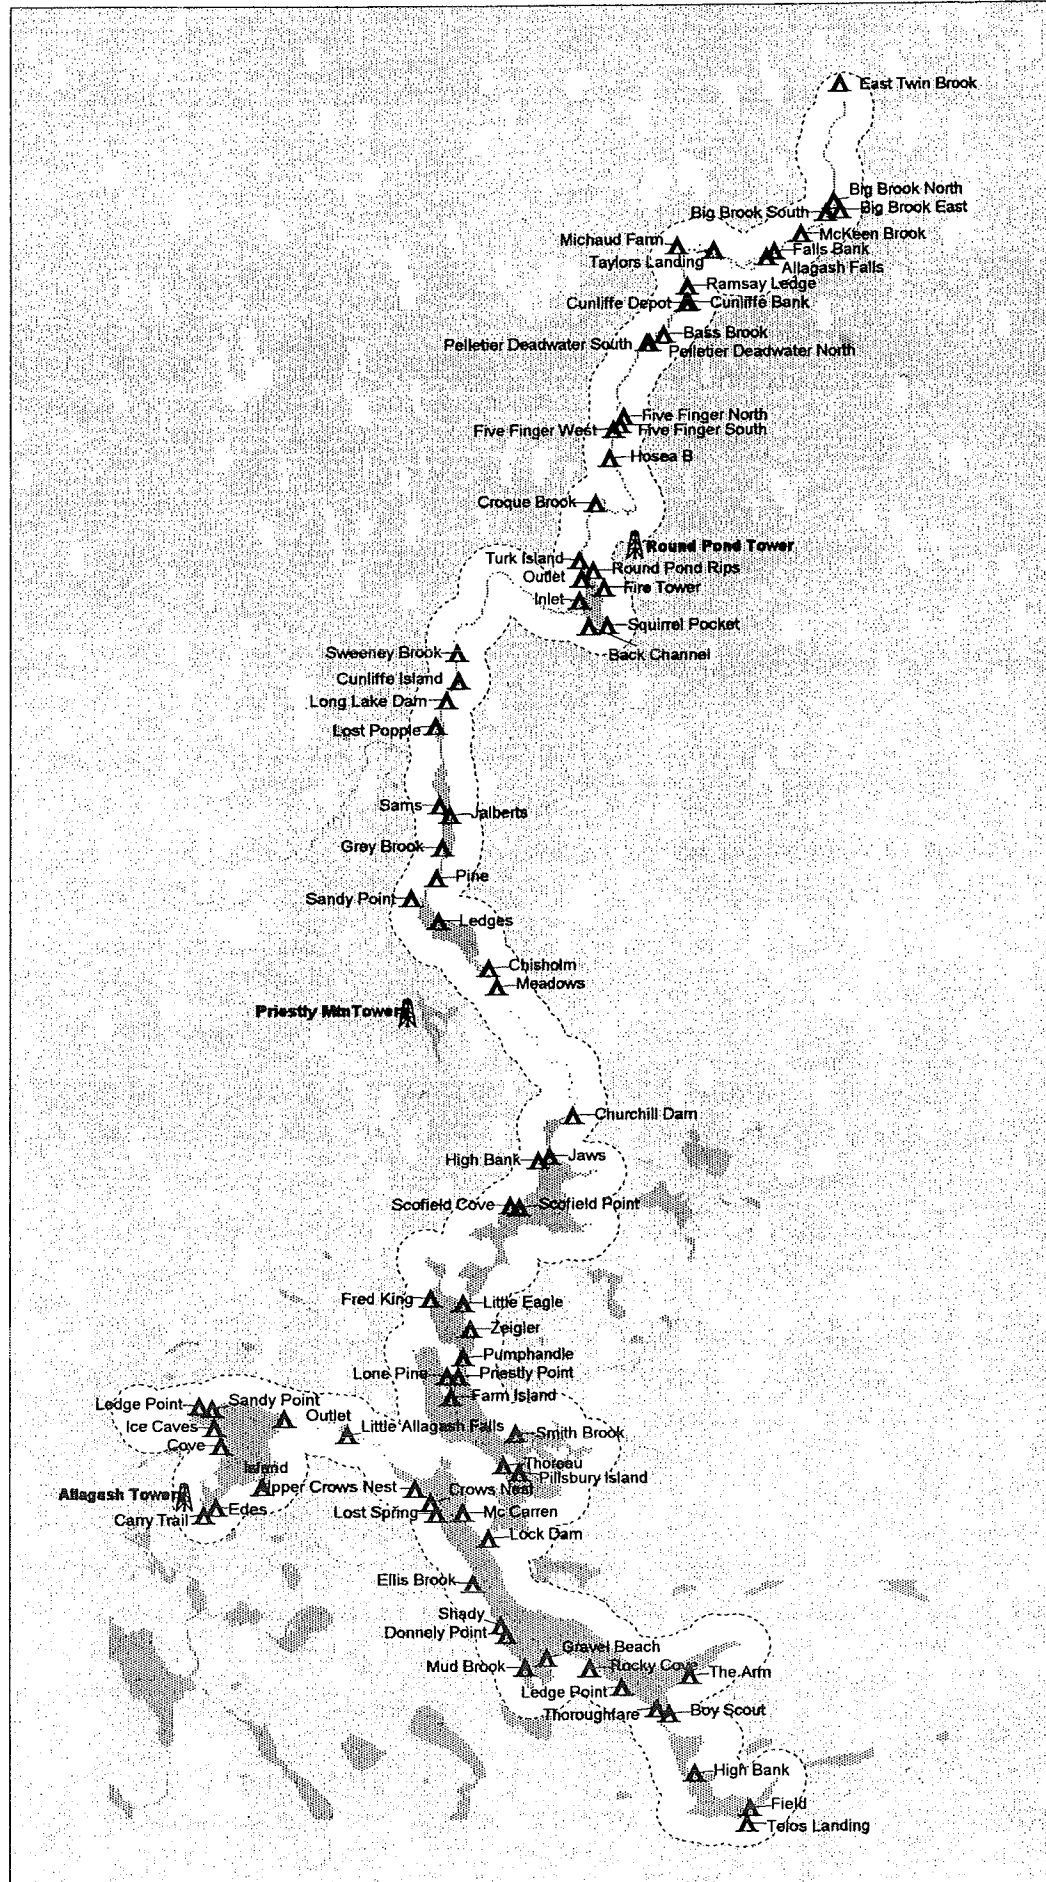 East Twin Brook
Big Brook North
Big Brook South
Big Brook East
McKeen Brook
Michaud Farm
Falls Bank
Taylors Landing
Allagash Falls
Ramsay Ledge
Cunliffe Depot
Cunliffe Bank
Bass Brook
Pelletier Deadwater South
Pelletier Deadwater North
Five Finger North
Five Finger West
Five Finger South
Hosea B
Croque Brook
Round Pond Tower
Turk Island
Round Pond Rips
Outlet
Fire Tower
Inlet
Squirrel Pocket
Back Channel
Sweeney Brook
Cunliffe Island
Long Lake Dam
Lost Popple
Sams
Jalberts
Grey Brook
Pine
Sandy Point
Ledges
Chisholm
Meadows
Priestly Mtn Tower
Churchill Dam
High Bank
Jaws
Scofield Cove
Scofield Point
Fred King
Little Eagle
Zeigler
Pumphandle
Lone Pine
Priestly Point
Farm Island
Ledge Point
Sandy Point
Outlet
Ice Caves
Little Allagash Falls
Smith Brook
Cove
Island
Thoreau
Pillsbury Island
Upper Crows Nest
Crows Nest
Allagash Tower
Edes
Carry Trail
Lost Spring
Mc Carren
Lock Dam
Ellis Brook
Shady
Donnely Point
Gravel Beach
Mud Brook
Rocky Cove
The Arm
Ledge Point
Thoroughfare
Boy Scout
High Bank
Field
Telos Landing